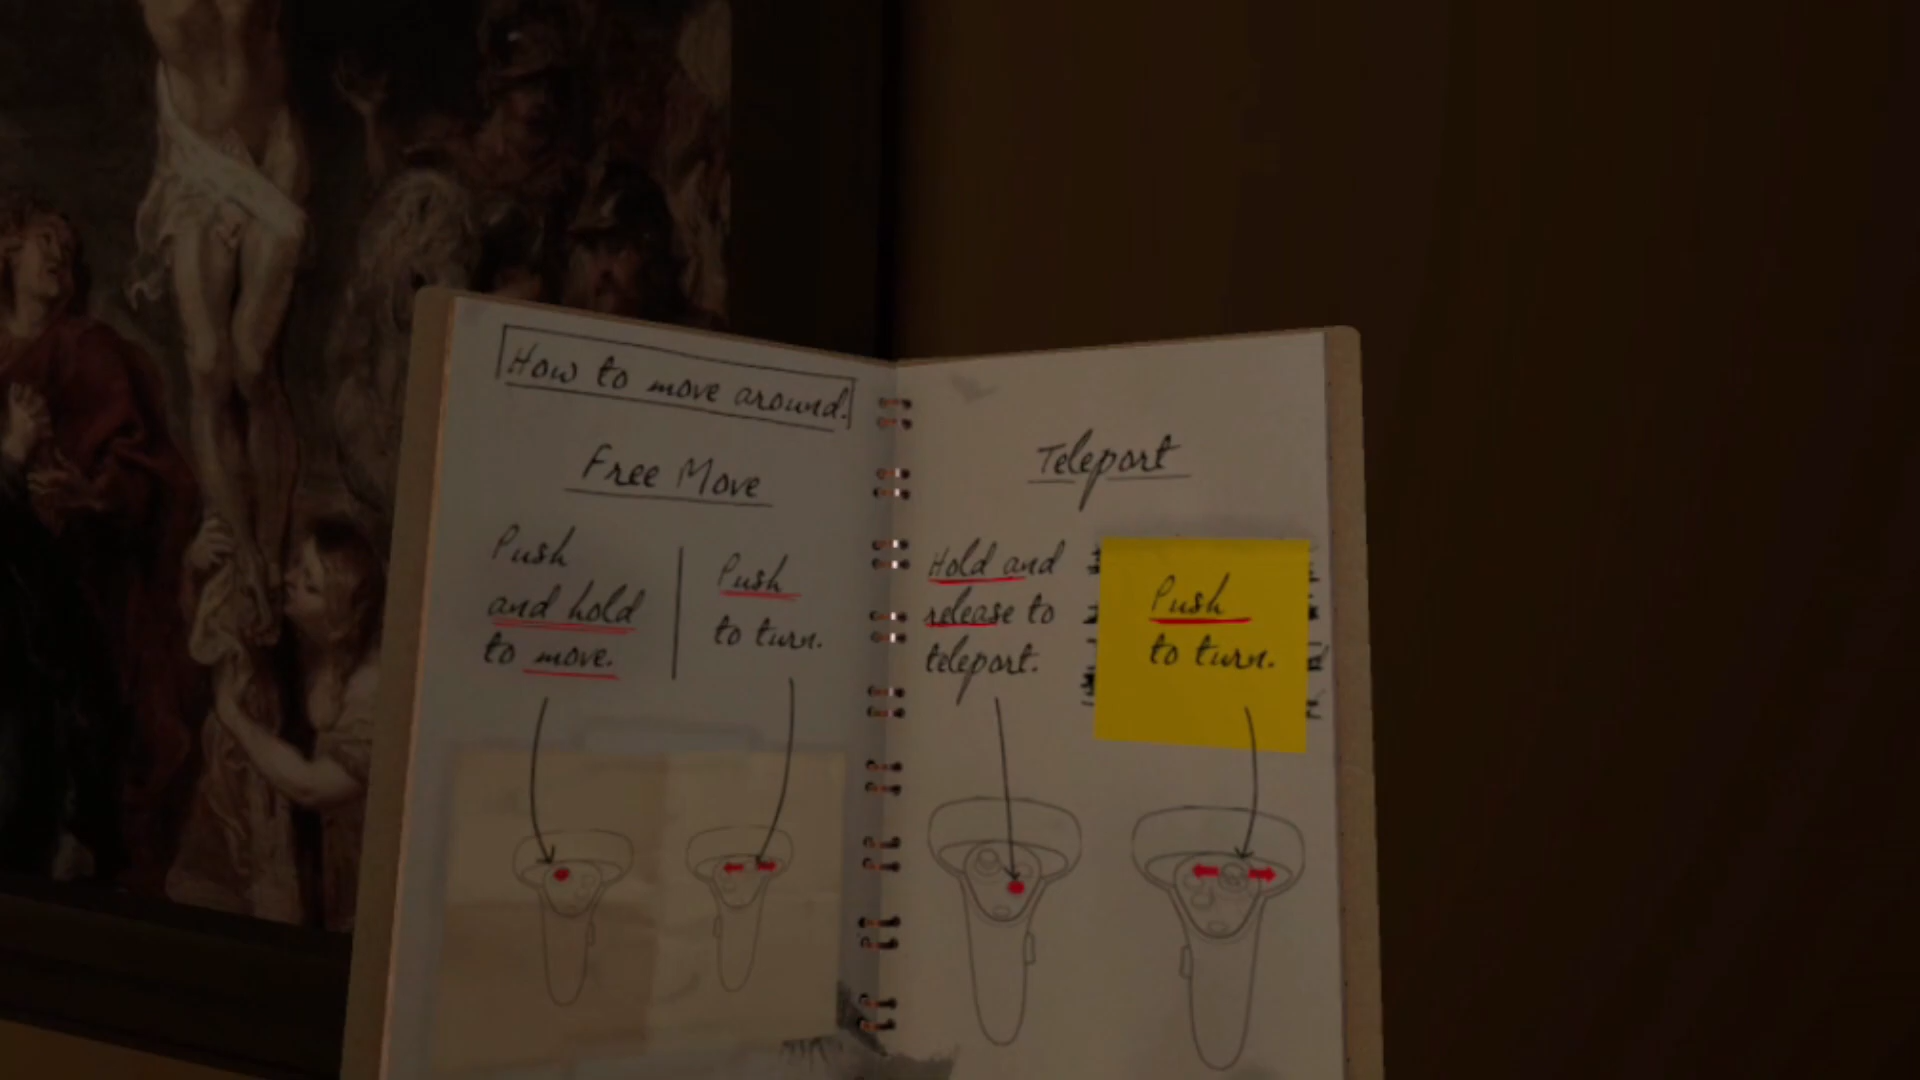 How to move around.
Free Move
Push
and hold
to move.
Push
to turn.
Teleport
Hold and
release to
teleport.
Push
to turn.